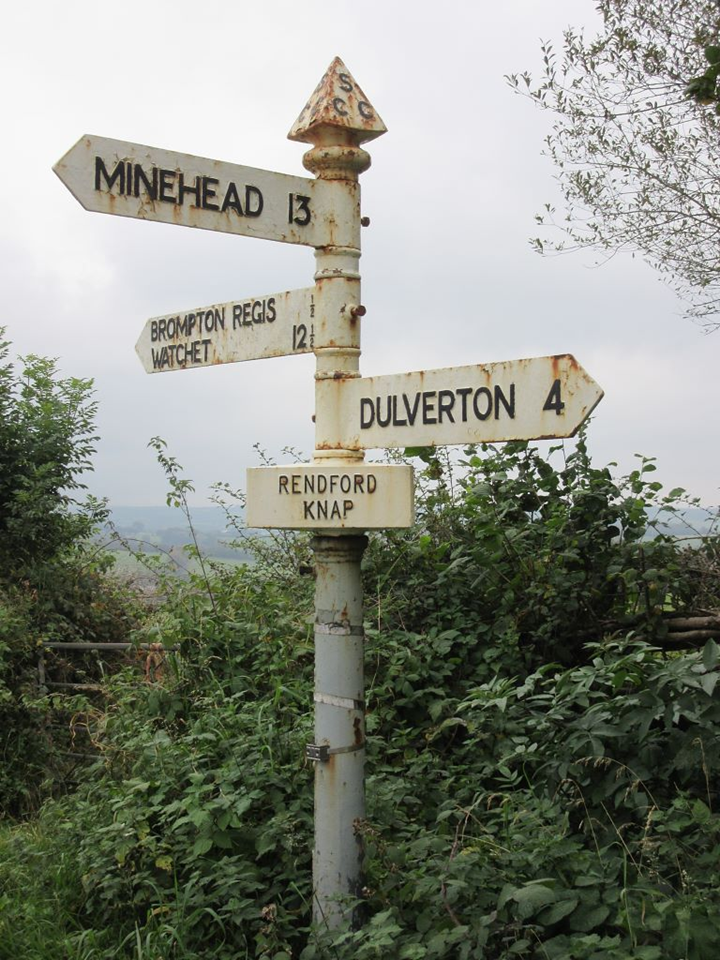 S
C C
MINEHEAD 13
BROMPTON REGIS ½
WATCHET 12½
DULVERTON 4
RENDFORD
KNAP